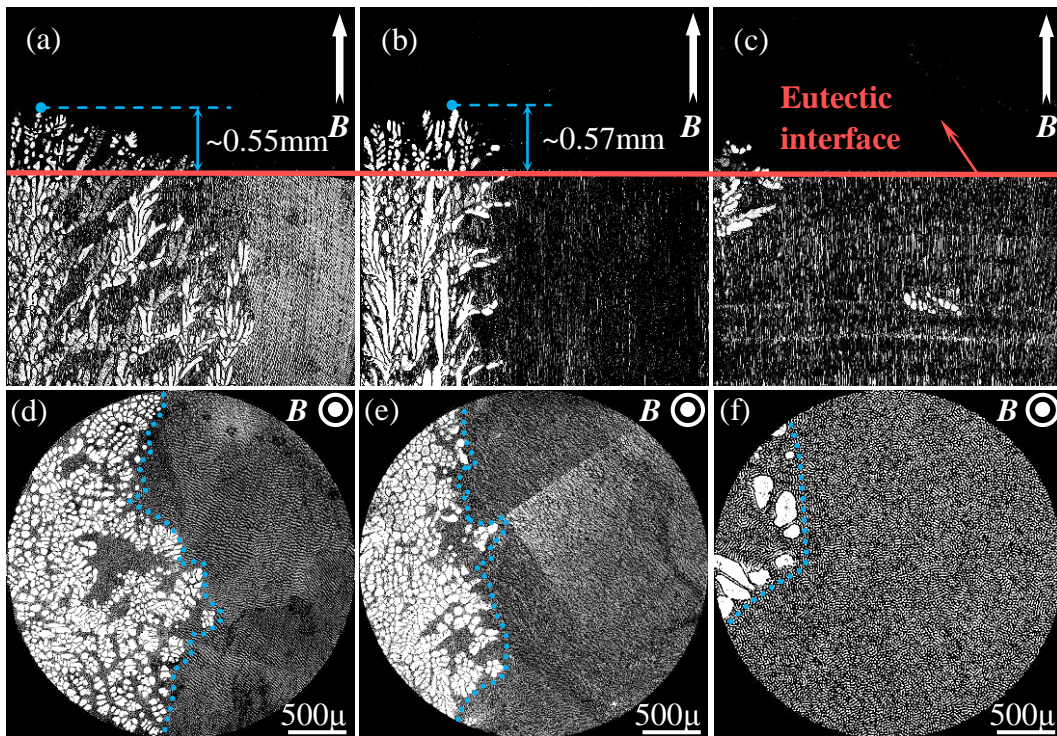 (a)
B
~0.55mm
(b)
B
~0.57mm
(c)
B
Eutectic
interface
(d)
B
500μ
(e)
B
500μ
(f)
B
500μ